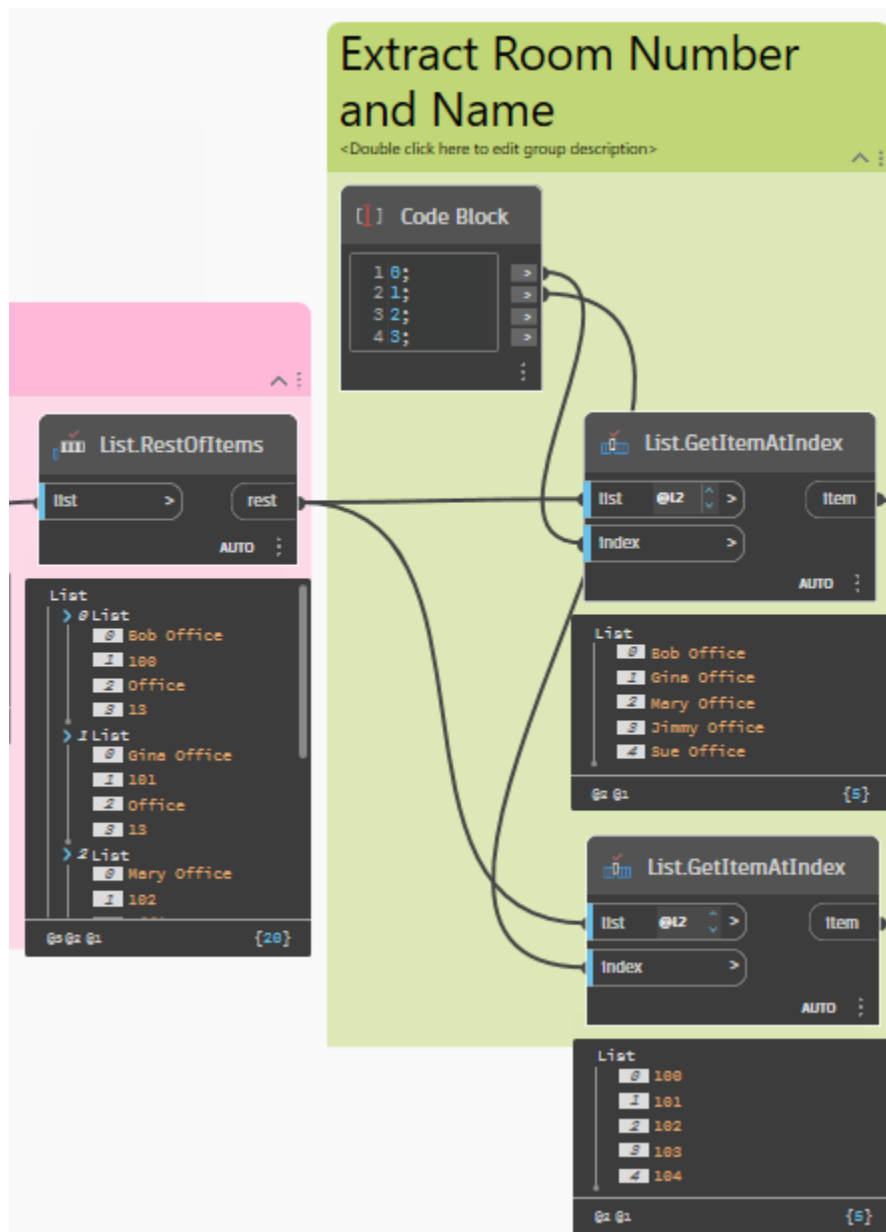 Extract Room Number
and Name
<Double click here to edit group description>
Code Block
1 0;
2 1;
3 2;
4 3;
>
>
>
>
List.RestOfItems
list >
rest
AUTO
List
0 List
0 Bob Office
1 100
2 Office
3 13
1 List
0 Gina Office
1 101
2 Office
3 13
2 List
0 Mary Office
1 102
@3 @2 @1 {20}
List.GetItemAtIndex
list @L2 >
item
index >
AUTO
List
0 Bob Office
1 Gina Office
2 Mary Office
3 Jimmy Office
4 Sue Office
@2 @1 {5}
List.GetItemAtIndex
list @L2 >
item
index >
AUTO
List
0 100
1 101
2 102
3 103
4 104
@2 @1 {5}